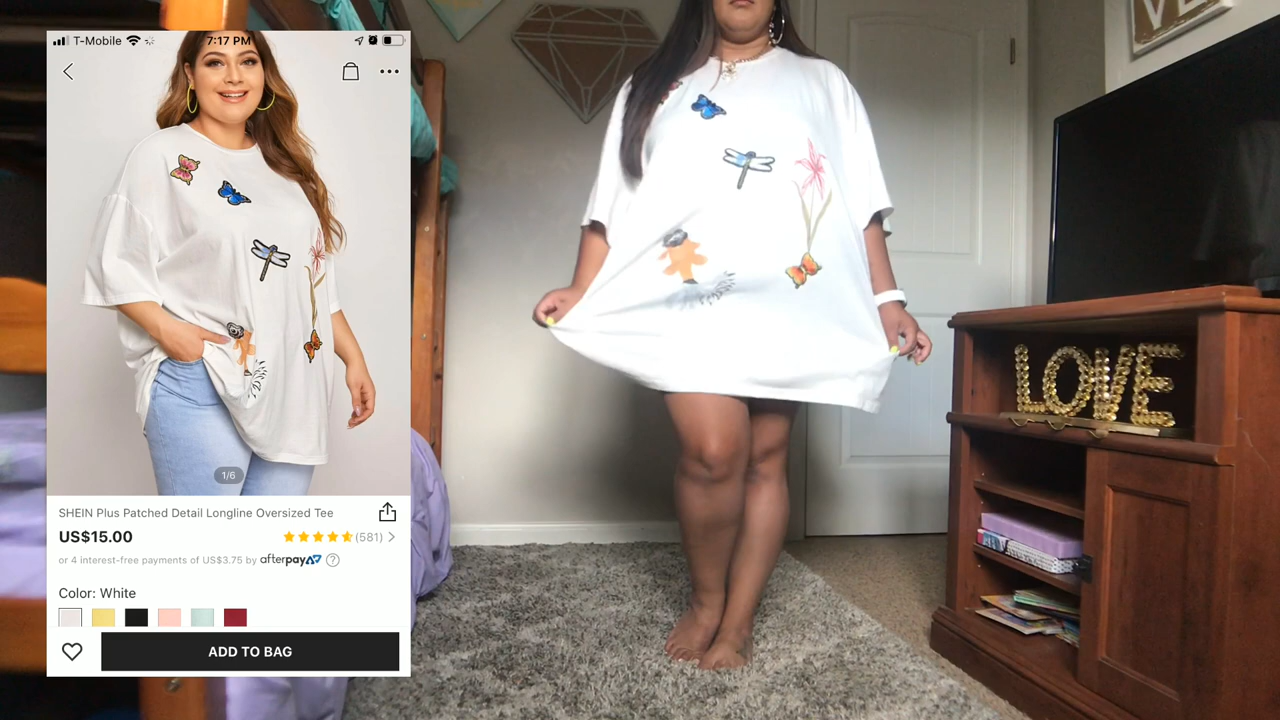 T-Mobile
7:17 PM
1/6
SHEIN Plus Patched Detail Longline Oversized Tee
US$15.00
(581)
or 4 interest-free payments of US$3.75 by afterpay
?
Color: White
ADD TO BAG
LOVE